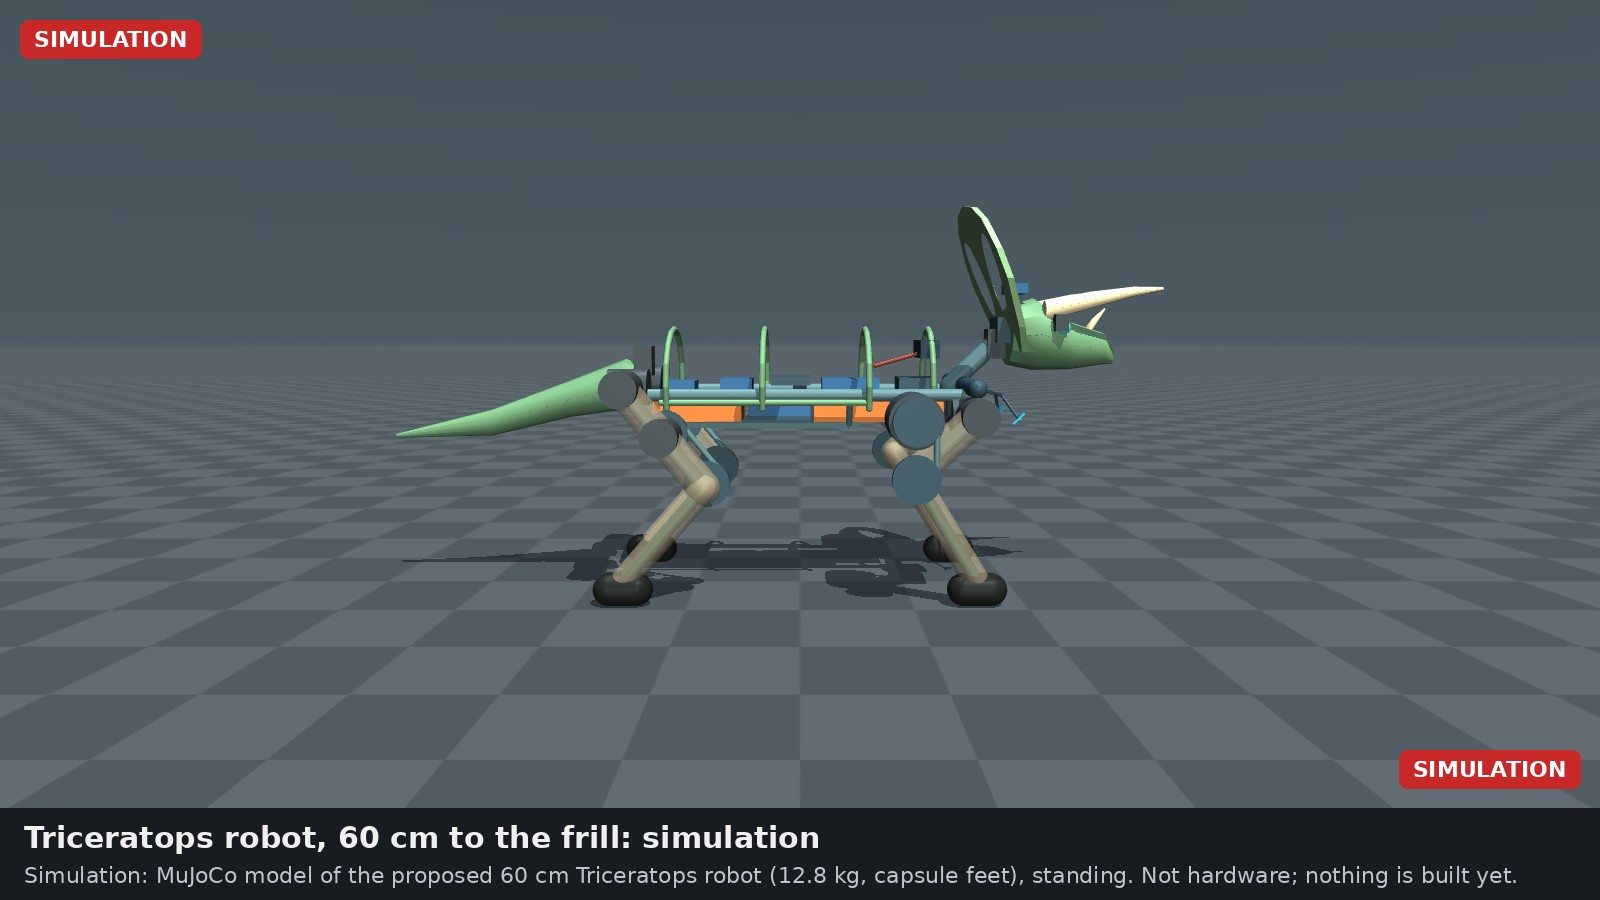 SIMULATION
SIMULATION
Triceratops robot, 60 cm to the frill: simulation
Simulation: MuJoCo model of the proposed 60 cm Triceratops robot (12.8 kg, capsule feet), standing. Not hardware; nothing is built yet.